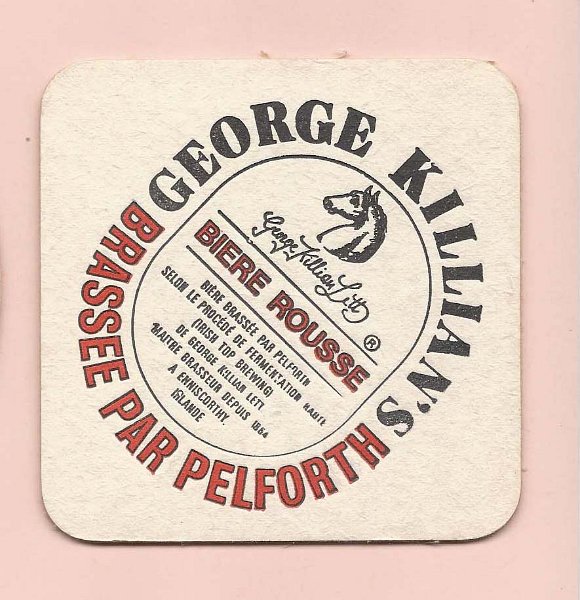 GEORGE KILLIAN'S
George Killian Lett
®
BIERE ROUSSE
BIÈRE BRASSÉE PAR PELFORTH
SELON LE PROCÉDÉ DE FERMENTATION HAUTE
(IRISH TOP BREWING)
DE GEORGE KILLIAN LETT
"MAITRE BRASSEUR DEPUIS 1864
A ENNISCORTHY,
IRLANDE
BRASSEE PAR PELFORTH